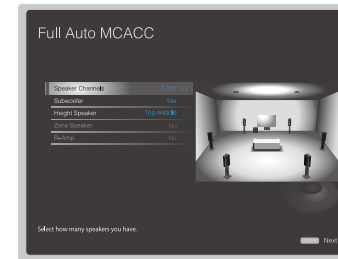 Full Auto MCACC
Speaker Channels
Subwoofer Yes
Height Speaker Top Middle
Zone Speaker No
Bi-Amp No
Select how many speakers you have.
Next